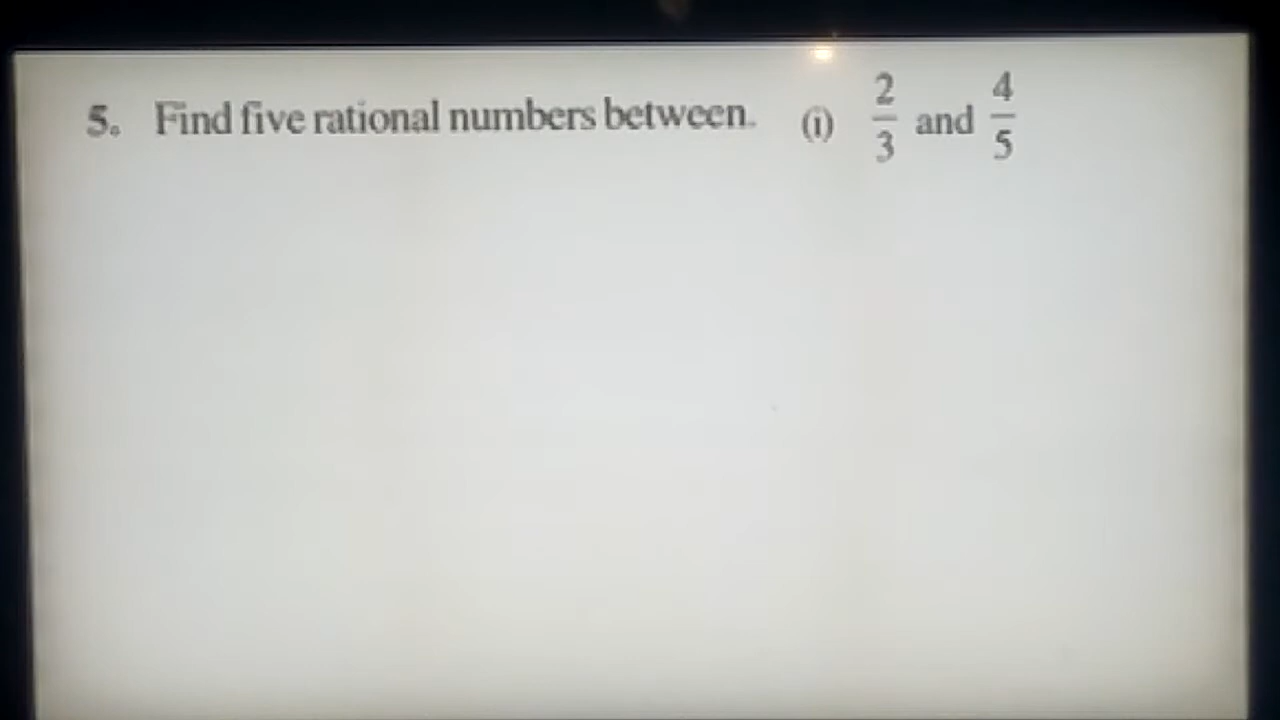 5. Find five rational numbers between. (i) 2/3 and 4/5